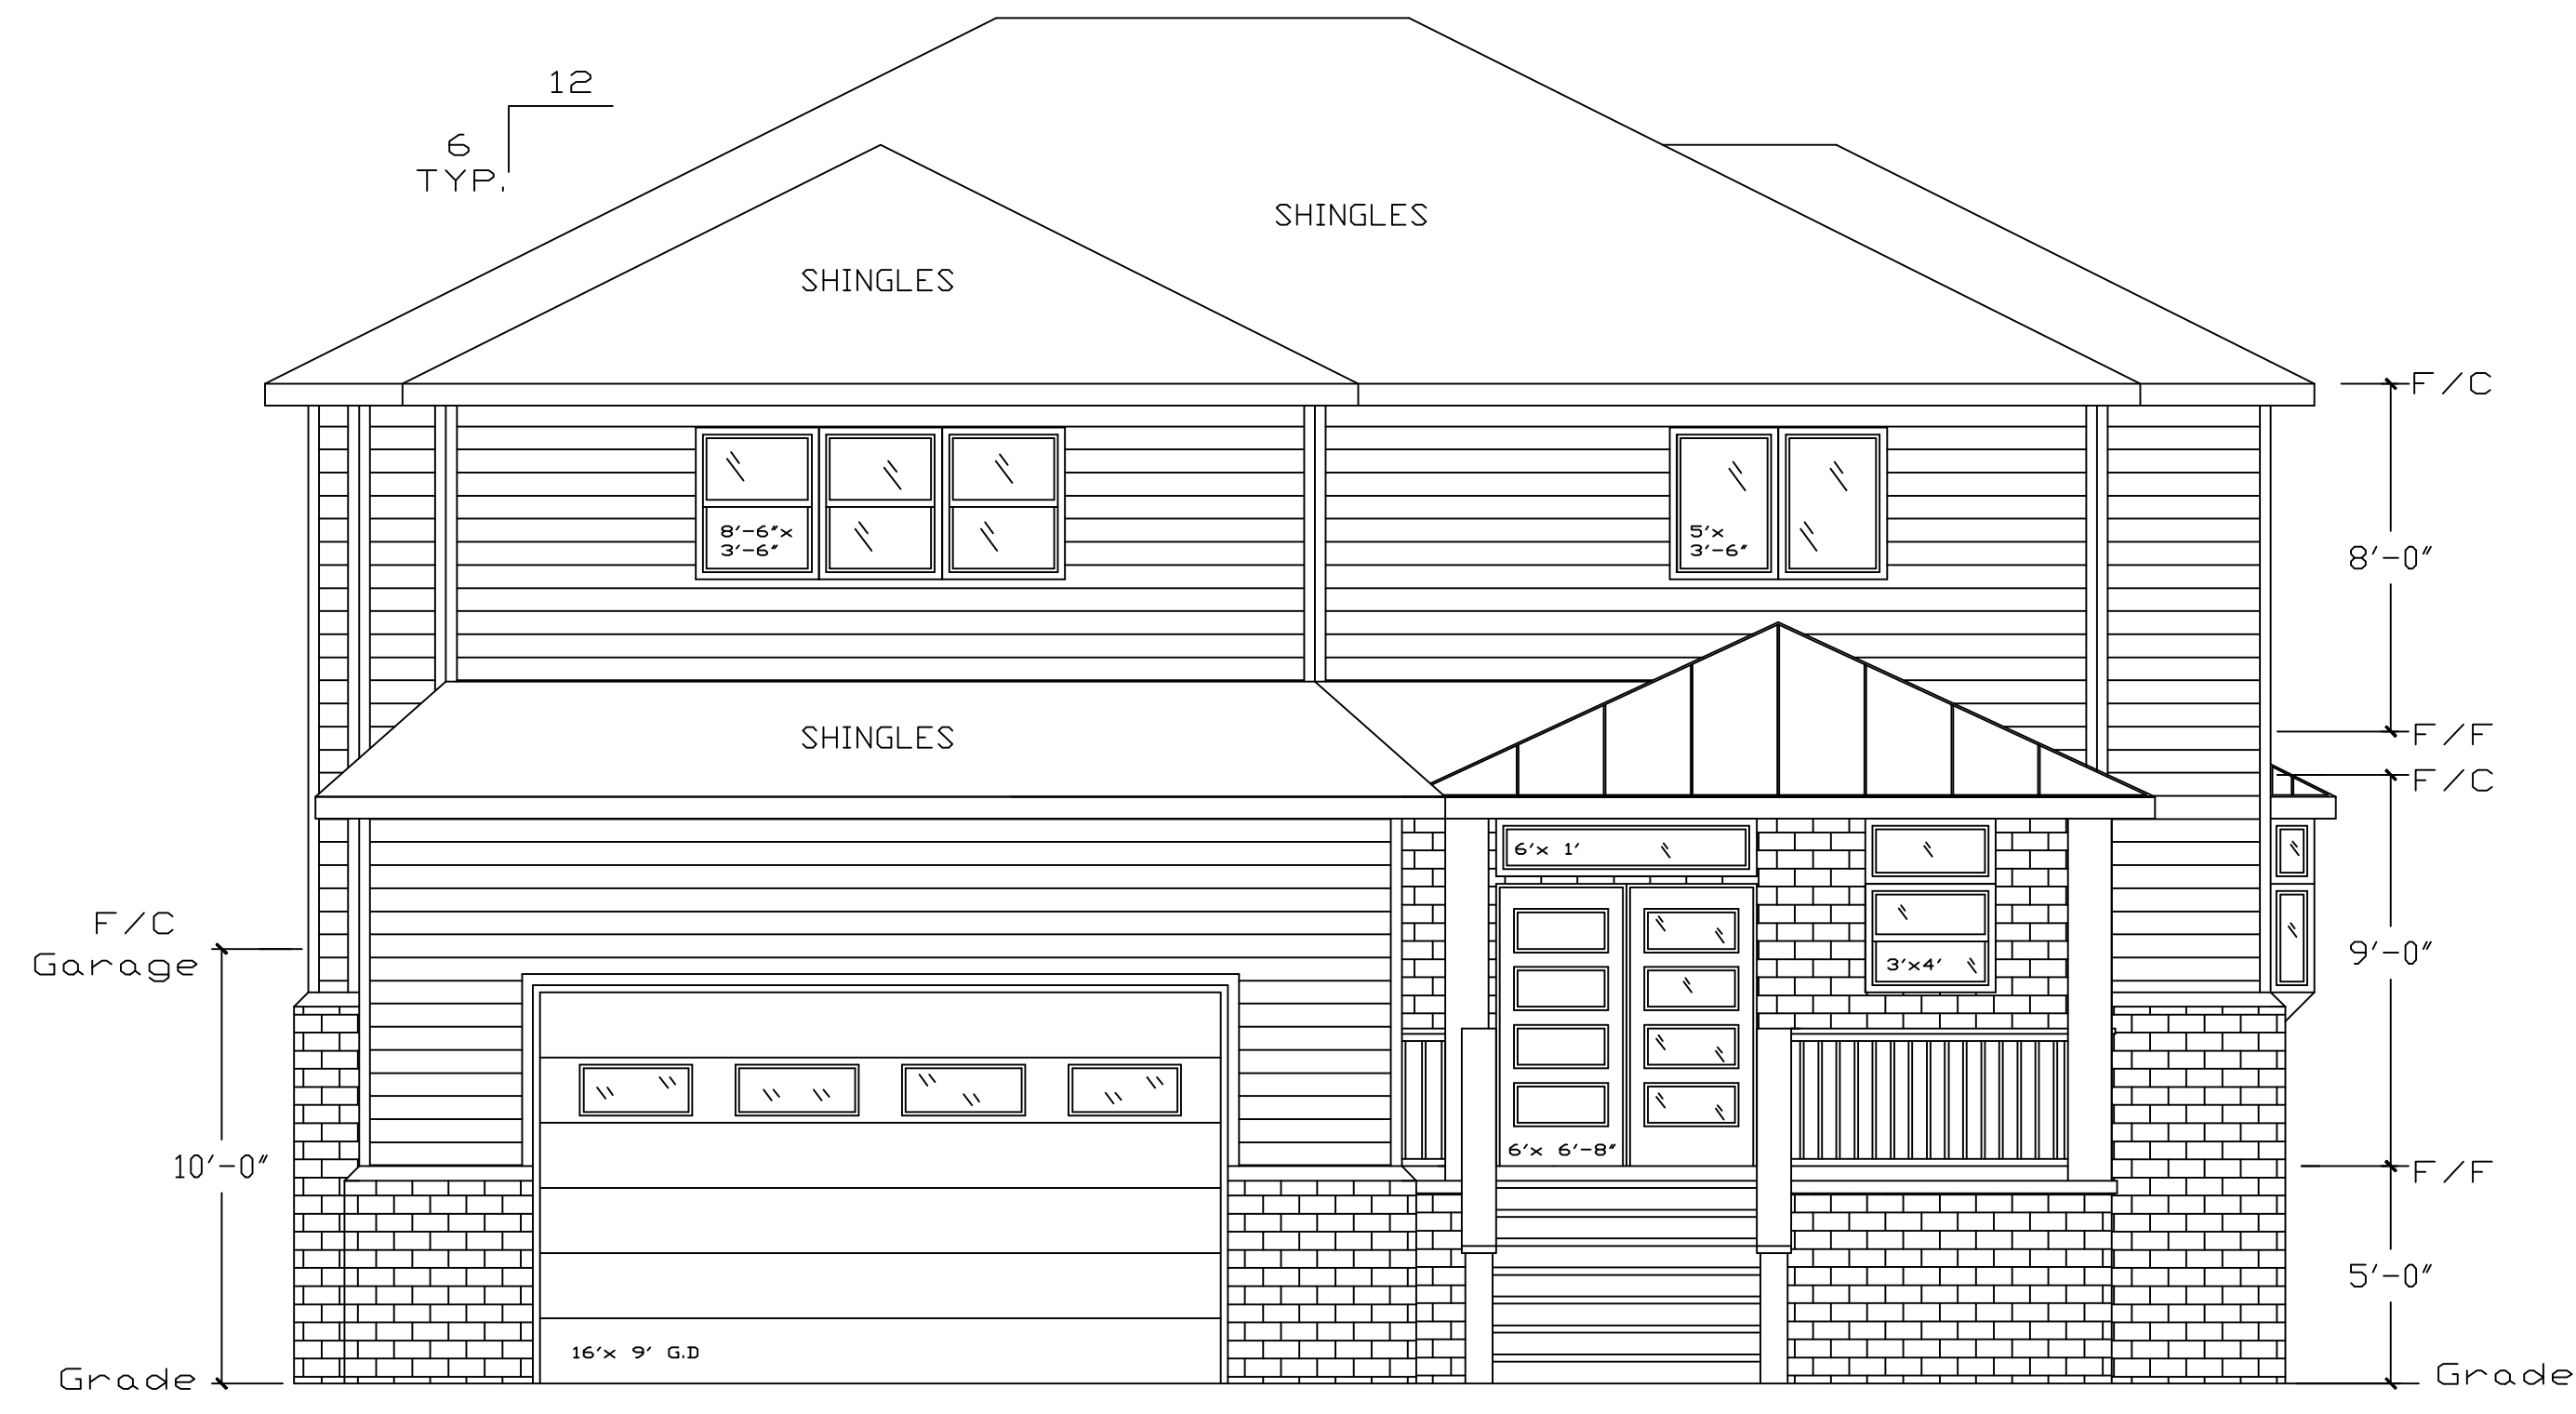 12
6
TYP.
SHINGLES
SHINGLES
F/C
8'-6"x
3'-6"
5'x
3'-6"
8'-0"
F/F
SHINGLES
F/C
6'x 1'
F/C
Garage
3'x4'
9'-0"
6'x 6'-8"
10'-0"
F/F
5'-0"
16'x 9' G.D
Grade
Grade